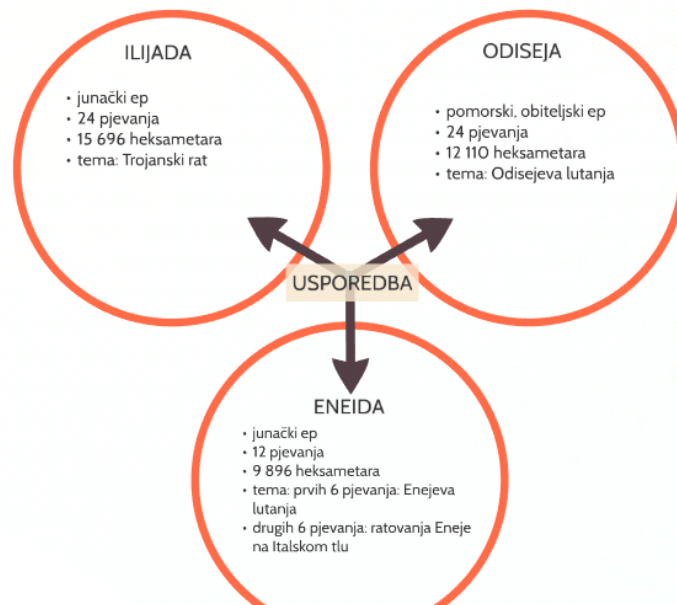 ILIJADA
• junački ep
• 24 pjevanja
• 15 696 heksametara
• tema: Trojanski rat
ODISEJA
• pomorski, obiteljski ep
• 24 pjevanja
• 12 110 heksametara
• tema: Odisejeva lutanja
USPOREDBA
ENEIDA
• junački ep
• 12 pjevanja
• 9 896 heksametara
• tema: prvih 6 pjevanja: Enejeva
lutanja
• drugih 6 pjevanja: ratovanja Eneje
na Italskom tlu